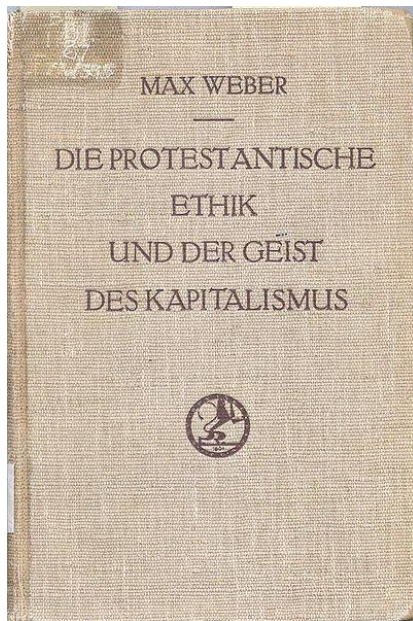 MAX WEBER
DIE PROTESTANTISCHE
ETHIK
UND DER GEIST
DES KAPITALISMUS